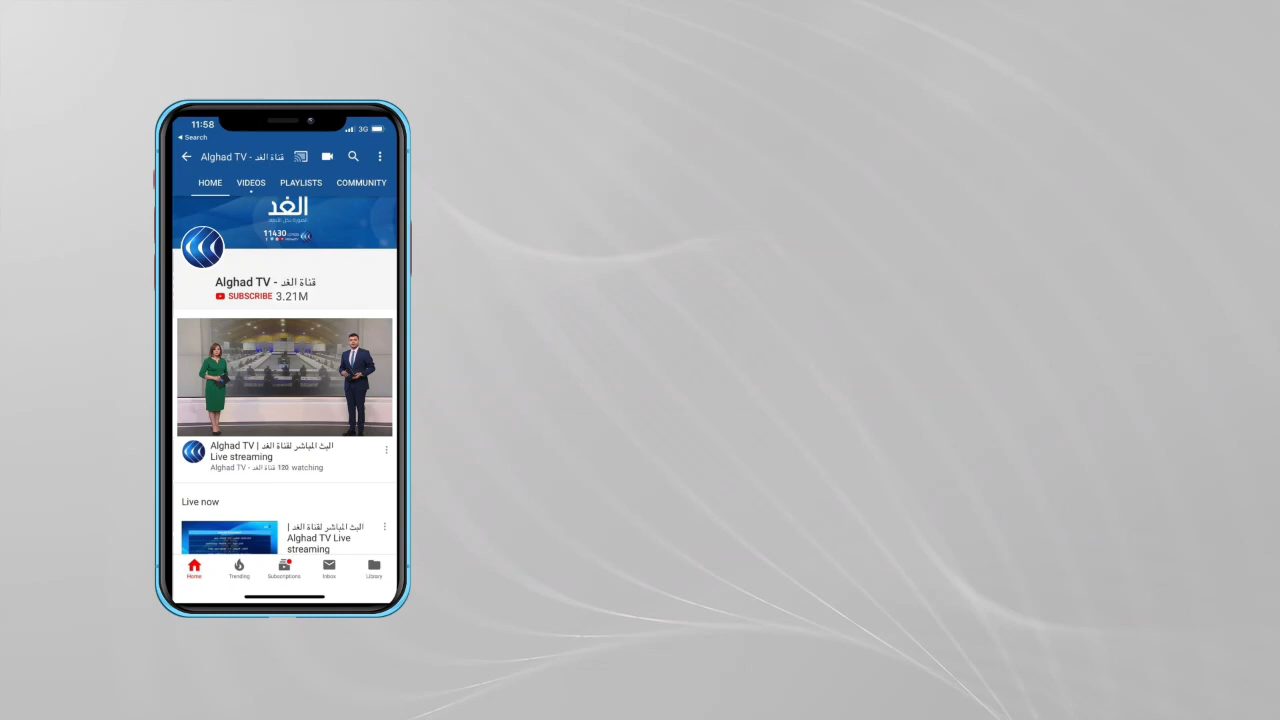 11:58
3G
Search
Alghad TV - قناة الغد
HOME VIDEOS PLAYLISTS COMMUNITY
الغد
11430
Alghad TV - قناة الغد
SUBSCRIBE 3.21M
Alghad TV | البث المباشر لقناة الغد
Live streaming
Alghad TV - قناة الغد 120 watching
Live now
البث المباشر لقناة الغد |
Alghad TV Live
streaming
Home Trending Subscriptions Inbox Library